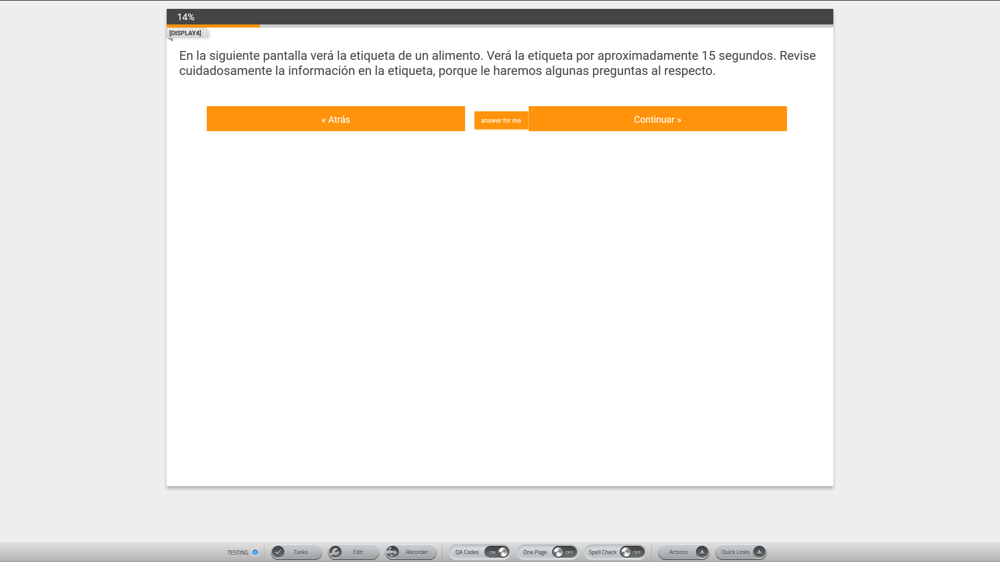 14%
[DISPLAY4]
En la siguiente pantalla verá la etiqueta de un alimento. Verá la etiqueta por aproximadamente 15 segundos. Revise
cuidadosamente la información en la etiqueta, porque le haremos algunas preguntas al respecto.
« Atrás
answer for me
Continuar »
TESTING
Tasks
Edit
Recorder
QA Codes ON
One Page OFF
Spell Check OFF
Actions
Quick Links